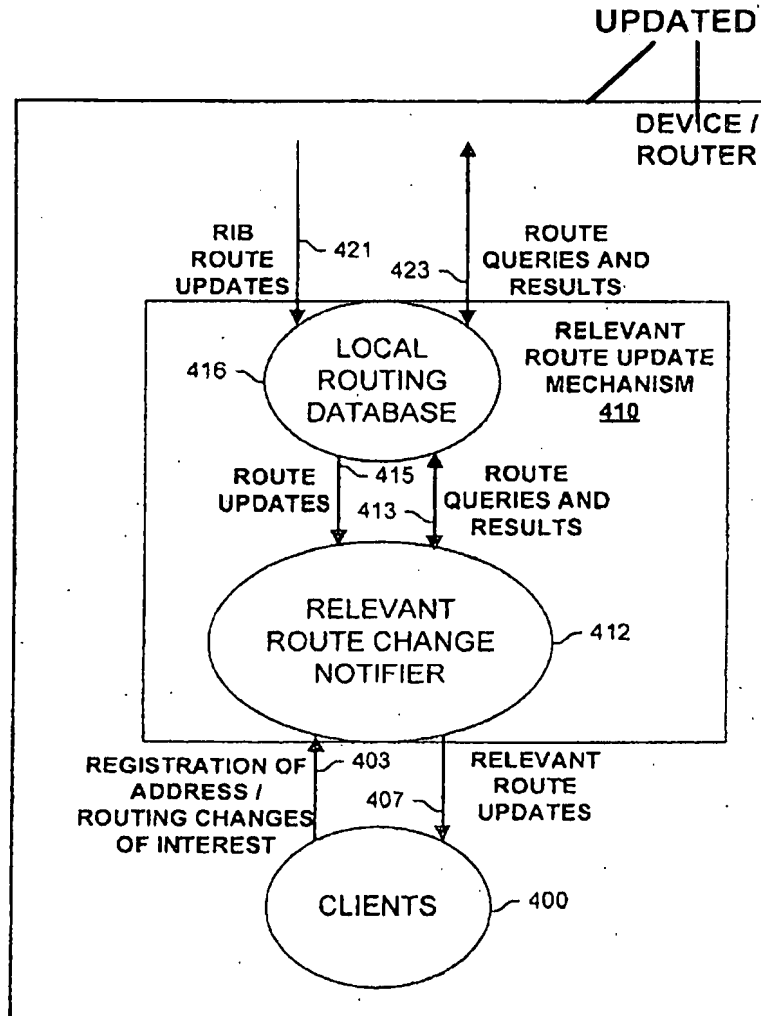 UPDATED
DEVICE /
ROUTER
RIB
ROUTE
UPDATES
421
423
ROUTE
QUERIES AND
RESULTS
RELEVANT
ROUTE UPDATE
MECHANISM
410
416
LOCAL
ROUTING
DATABASE
ROUTE
UPDATES
415
413
ROUTE
QUERIES AND
RESULTS
RELEVANT
ROUTE CHANGE
NOTIFIER
412
REGISTRATION OF
ADDRESS /
ROUTING CHANGES
OF INTEREST
403
407
RELEVANT
ROUTE
UPDATES
CLIENTS
400